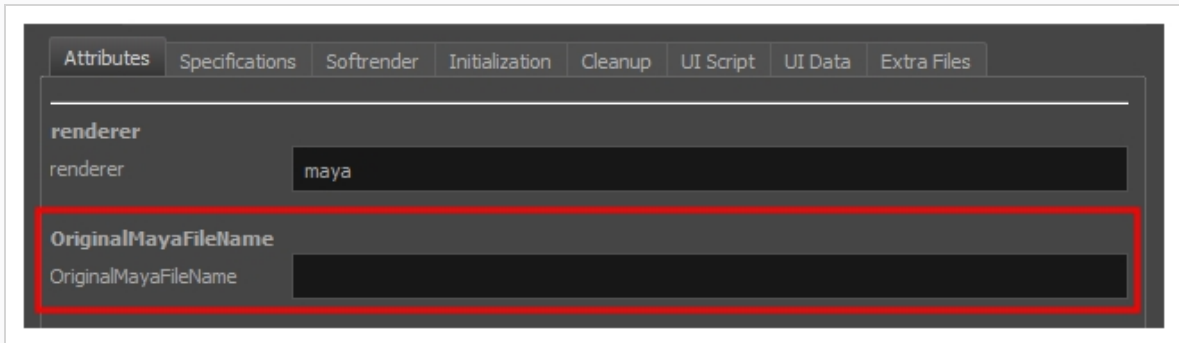 Attributes Specifications Softrender Initialization Cleanup UI Script UI Data Extra Files
renderer
renderer maya
OriginalMayaFileName
OriginalMayaFileName